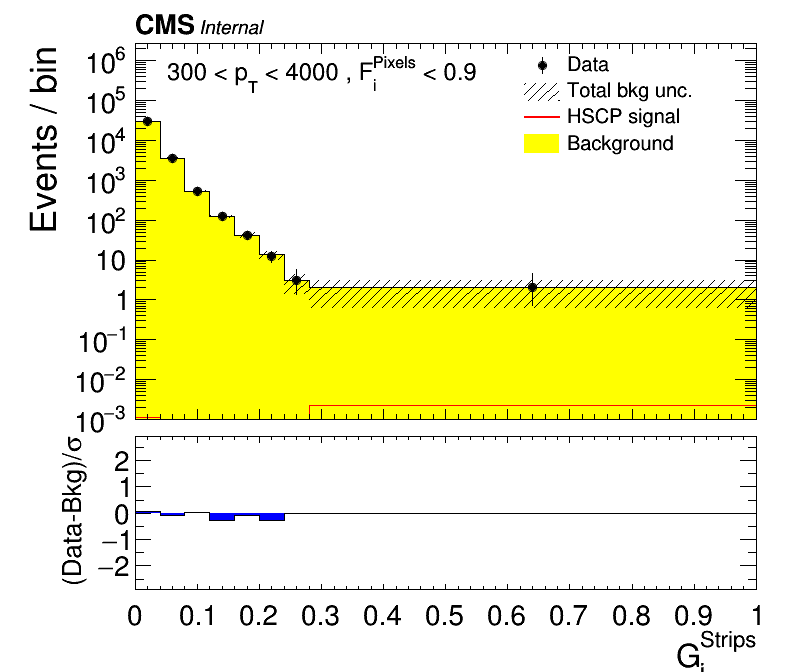 CMS Internal
300 < p_T < 4000 , F_i^Pixels < 0.9
Data
Total bkg unc.
HSCP signal
Background
Events / bin
10^6
10^5
10^4
10^3
10^2
10
1
10^−1
10^−2
10^−3
(Data-Bkg)/σ
2
1
0
−1
−2
0 0.1 0.2 0.3 0.4 0.5 0.6 0.7 0.8 0.9 1
G_i^Strips